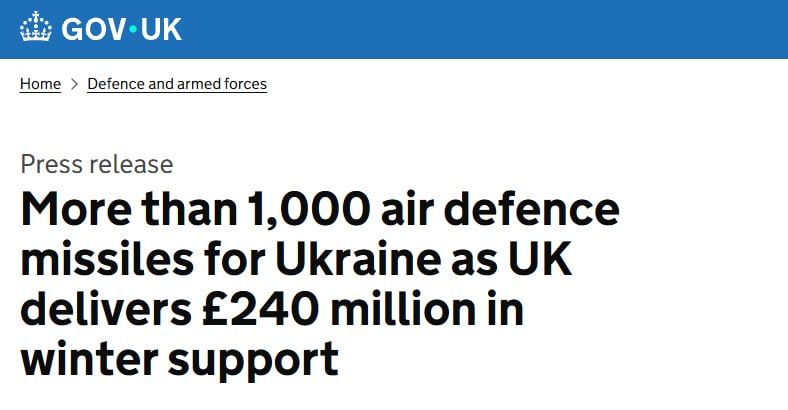 GOV·UK
Home > Defence and armed forces
Press release
More than 1,000 air defence
missiles for Ukraine as UK
delivers £240 million in
winter support